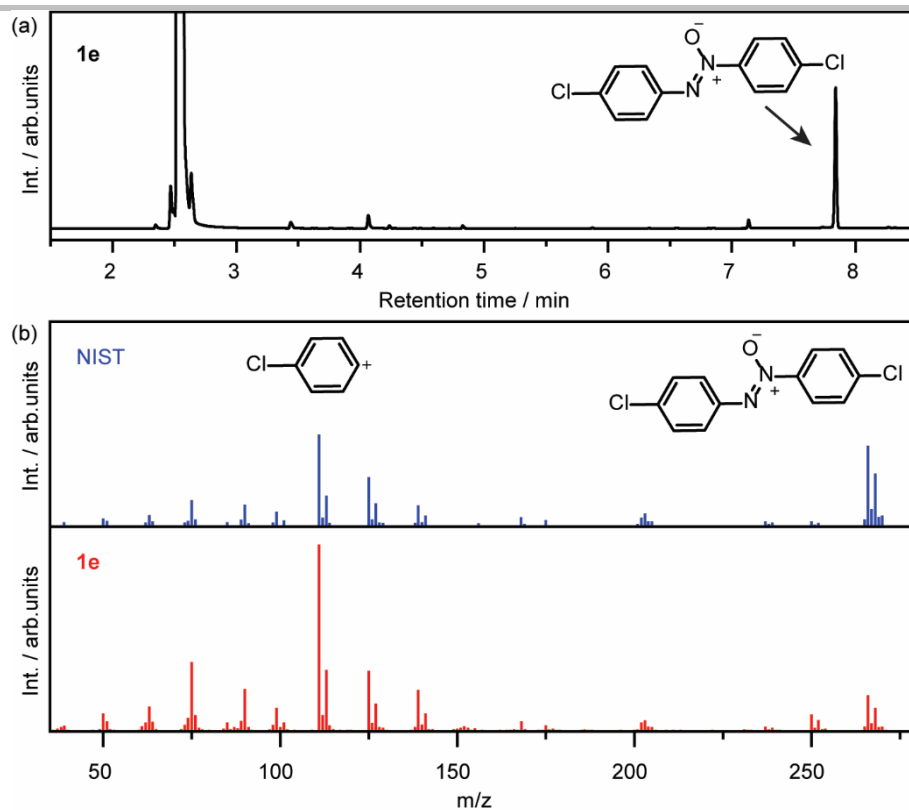 (a)
1e
O−
Cl
N
N
+
Cl
Int. / arb.units
2 3 4 5 6 7 8
Retention time / min
(b)
NIST
Cl
+
O−
Cl
N
N
+
Cl
Int. / arb.units
1e
Int. / arb.units
50 100 150 200 250
m/z